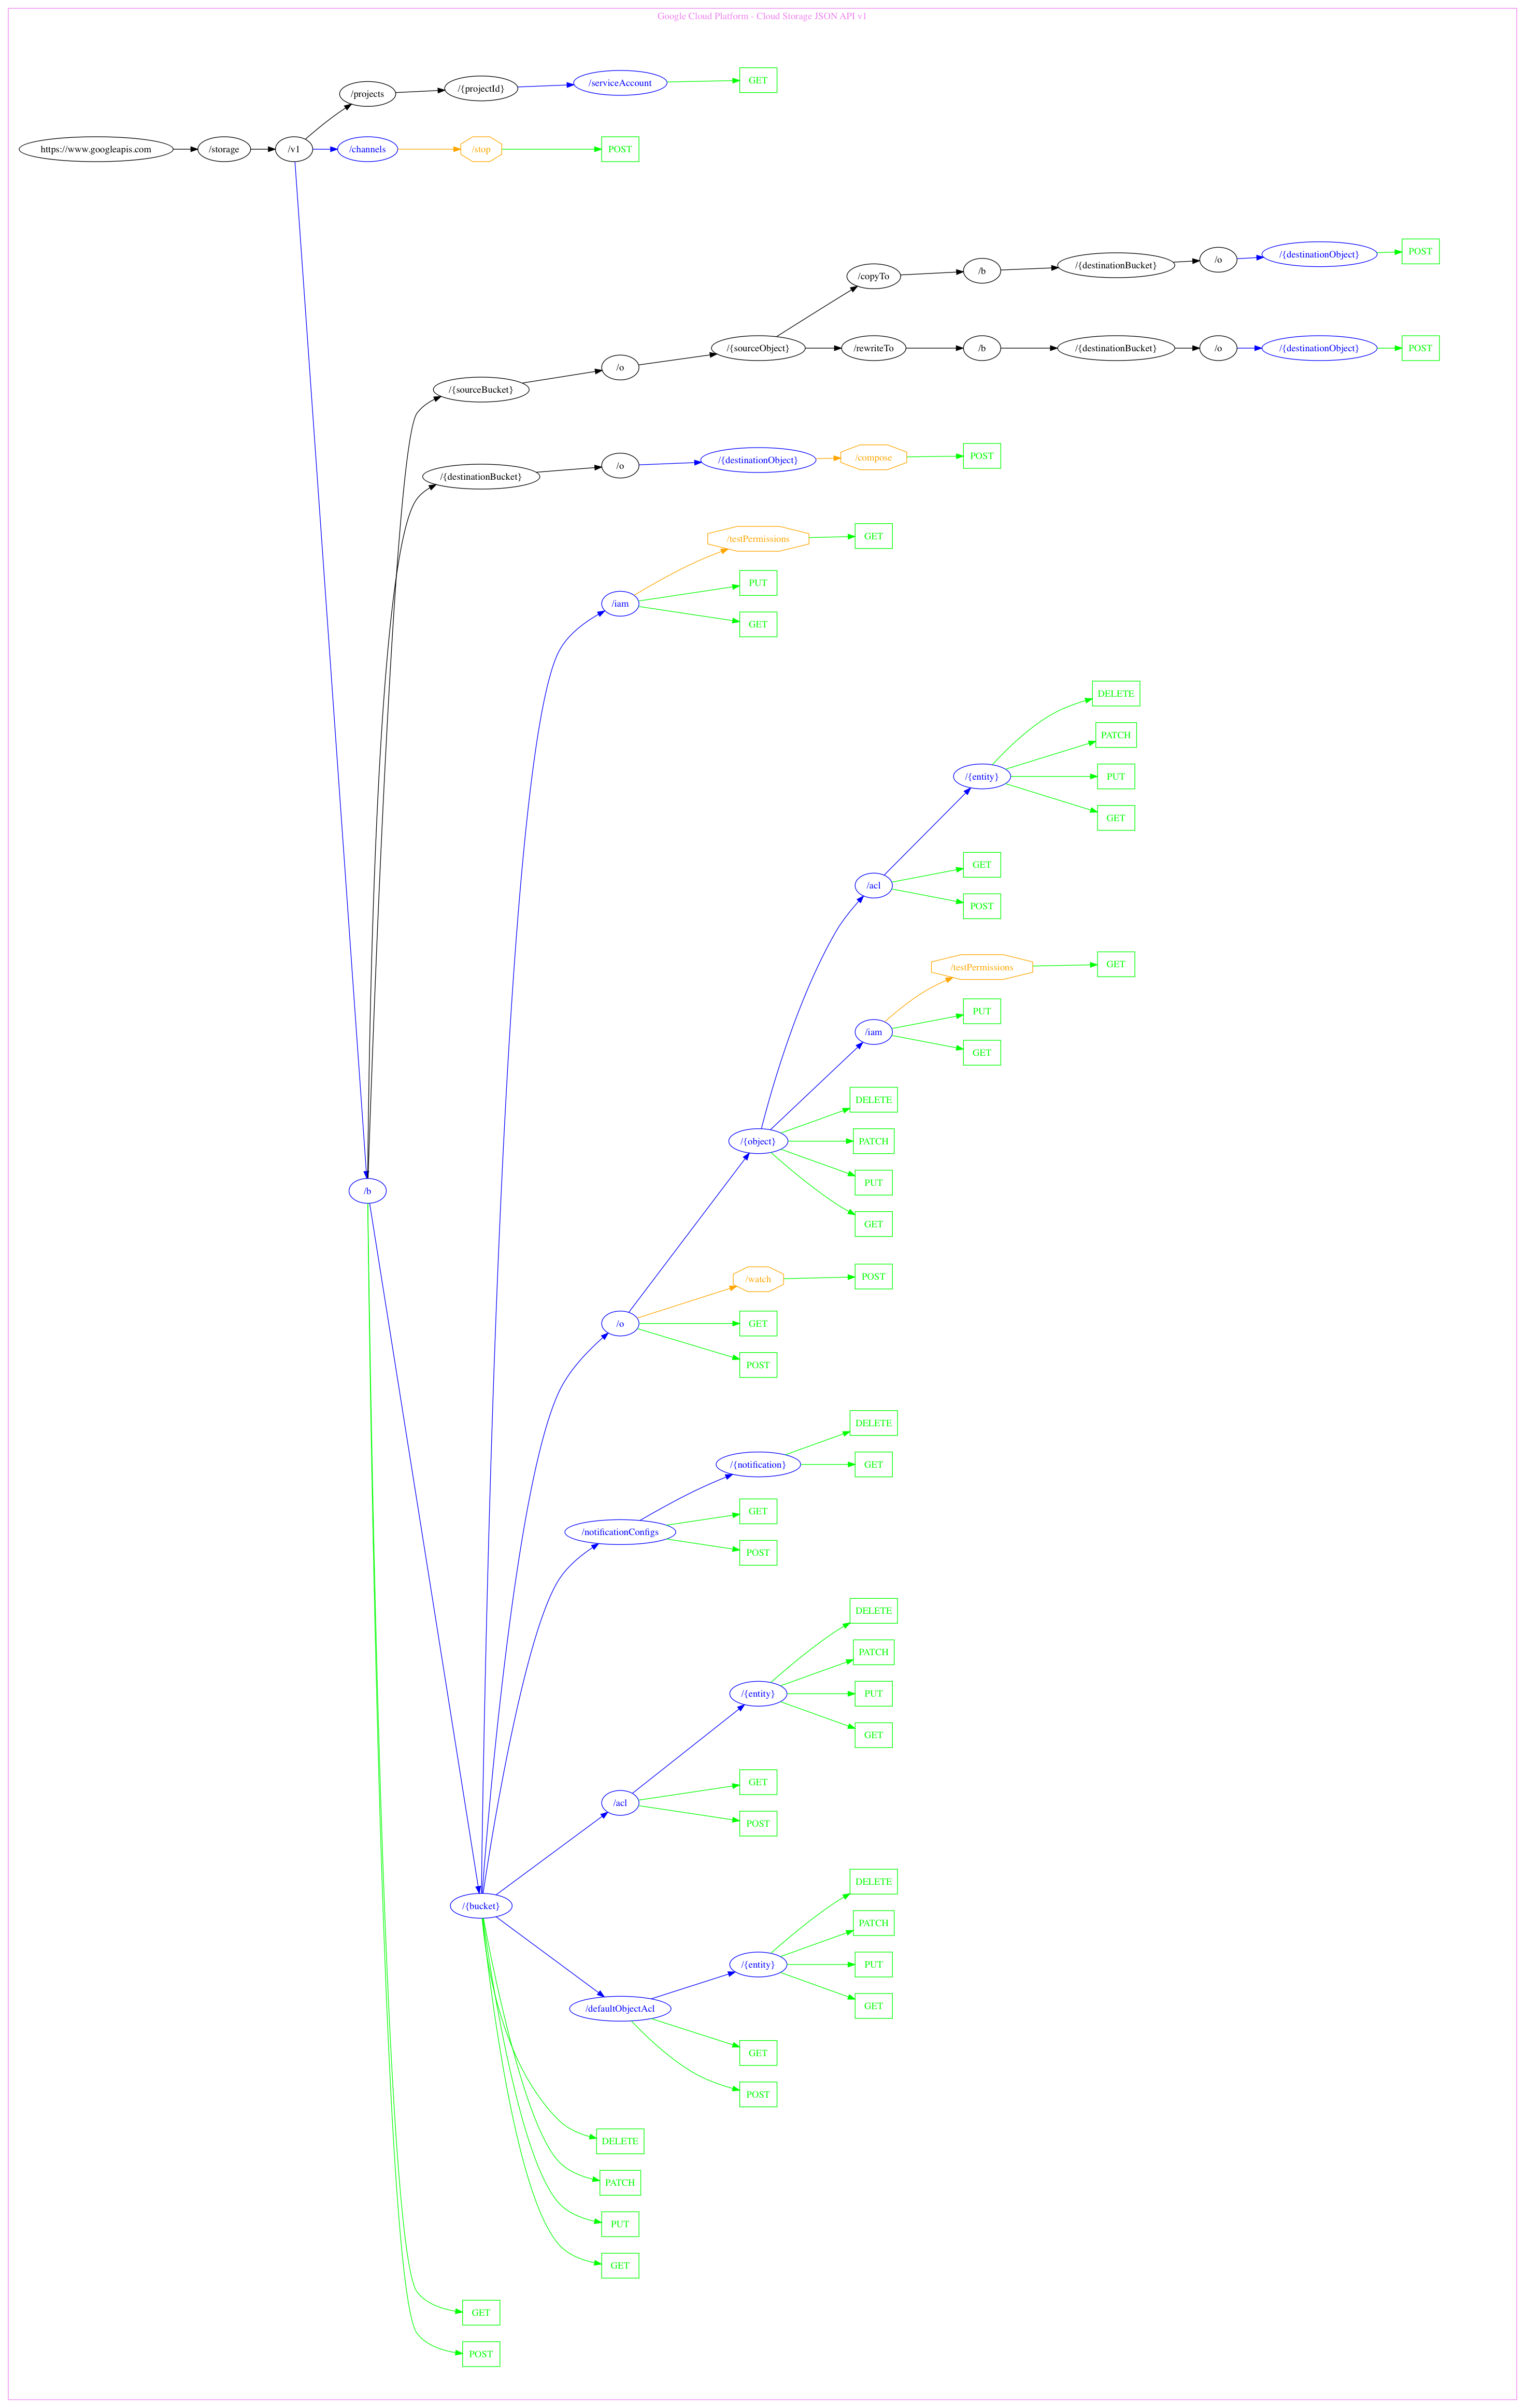 Google Cloud Platform - Cloud Storage JSON API v1
/serviceAccount
GET
/{projectId}
/projects
https://www.googleapis.com
/storage
/v1
/channels
/stop
POST
/{destinationObject}
POST
/o
/{destinationBucket}
/b
/copyTo
/{sourceObject}
/rewriteTo
/b
/{destinationBucket}
/o
/{destinationObject}
POST
/o
/{sourceBucket}
/{destinationBucket}
/o
/{destinationObject}
/compose
POST
/testPermissions
GET
PUT
/iam
GET
DELETE
PATCH
/{entity}
PUT
GET
GET
/acl
POST
/testPermissions
GET
PUT
/iam
GET
DELETE
/{object}
PATCH
PUT
/b
GET
/watch
POST
/o
GET
POST
DELETE
/{notification}
GET
GET
/notificationConfigs
POST
DELETE
PATCH
/{entity}
PUT
GET
GET
/acl
POST
DELETE
/{bucket}
PATCH
/{entity}
PUT
GET
/defaultObjectAcl
GET
POST
DELETE
PATCH
PUT
GET
GET
POST